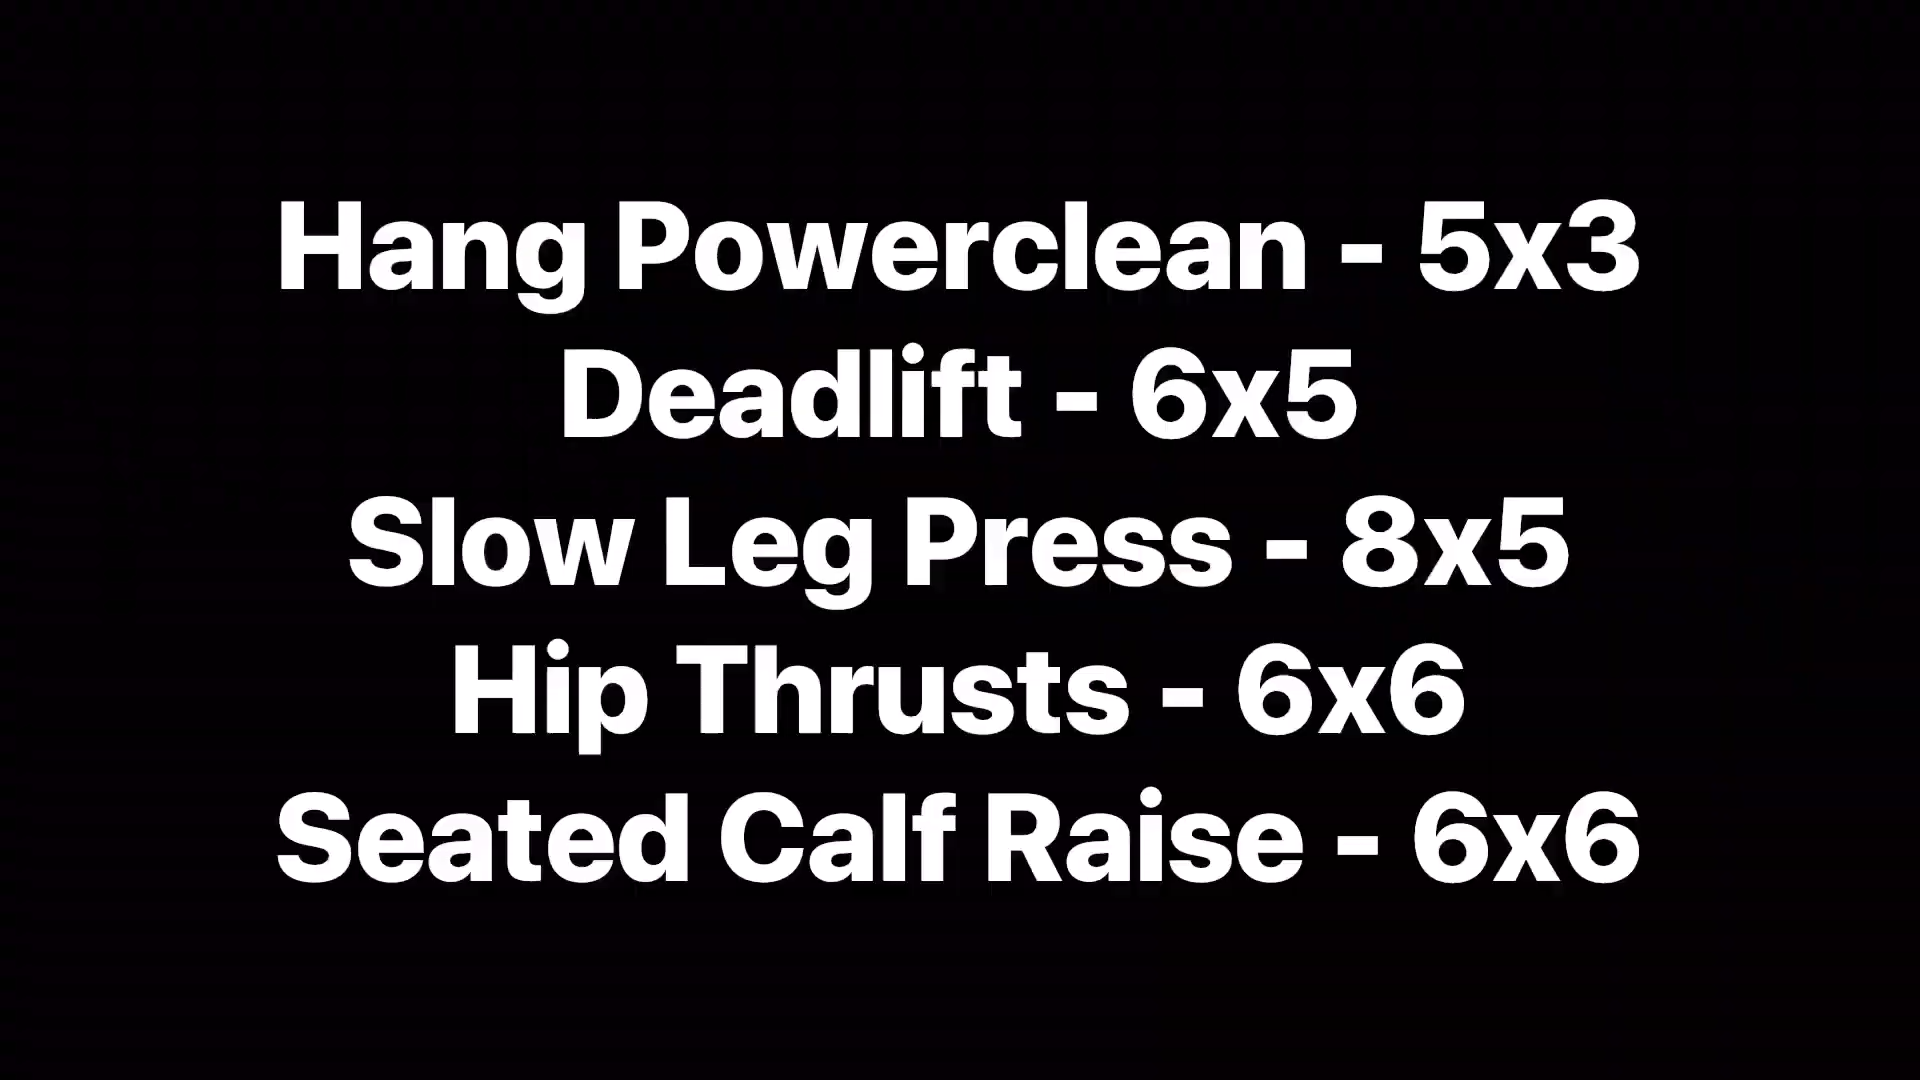 Hang Powerclean - 5x3
Deadlift - 6x5
Slow Leg Press - 8x5
Hip Thrusts - 6x6
Seated Calf Raise - 6x6